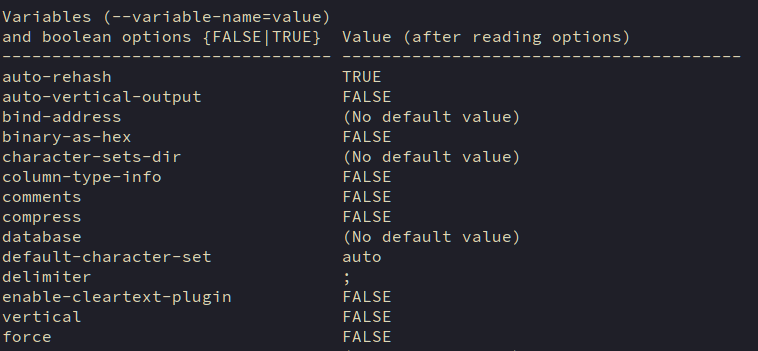 Variables (--variable-name=value)
and boolean options {FALSE|TRUE}  Value (after reading options)
--------------------------------- ----------------------------------------
auto-rehash                       TRUE
auto-vertical-output              FALSE
bind-address                      (No default value)
binary-as-hex                     FALSE
character-sets-dir                (No default value)
column-type-info                  FALSE
comments                          FALSE
compress                          FALSE
database                          (No default value)
default-character-set             auto
delimiter                         ;
enable-cleartext-plugin           FALSE
vertical                          FALSE
force                             FALSE